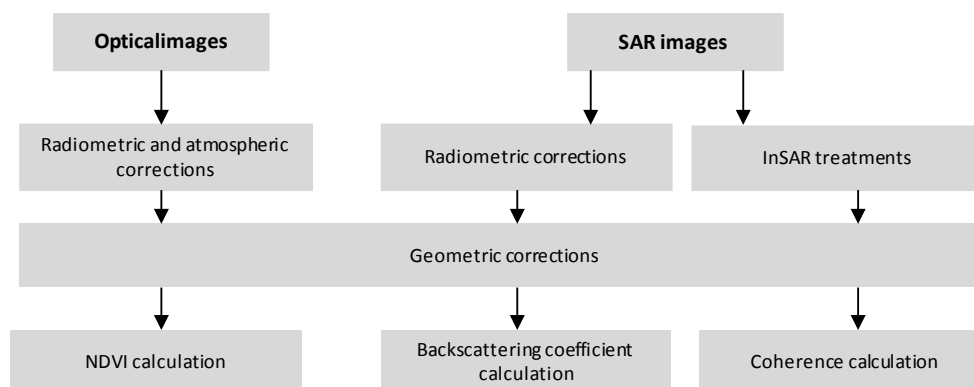 Opticalimages
SAR images
Radiometric and atmospheric
corrections
Radiometric corrections
InSAR treatments
Geometric corrections
NDVI calculation
Backscattering coefficient
calculation
Coherence calculation